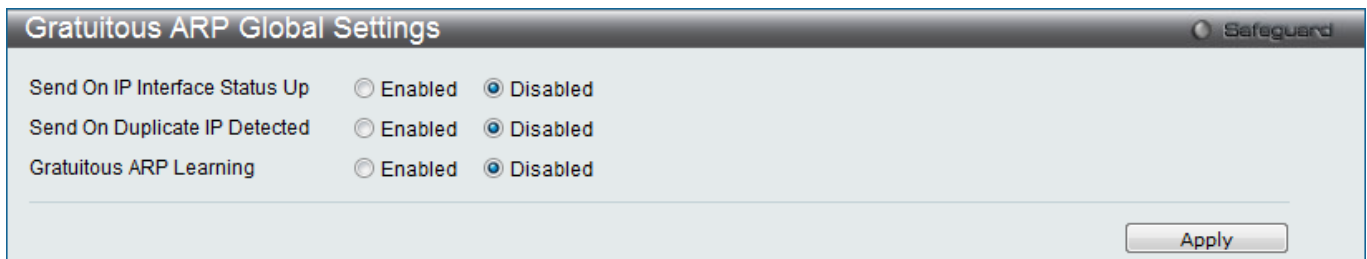 Gratuitous ARP Global Settings
Safeguard
Send On IP Interface Status Up Enabled Disabled
Send On Duplicate IP Detected Enabled Disabled
Gratuitous ARP Learning Enabled Disabled
Apply